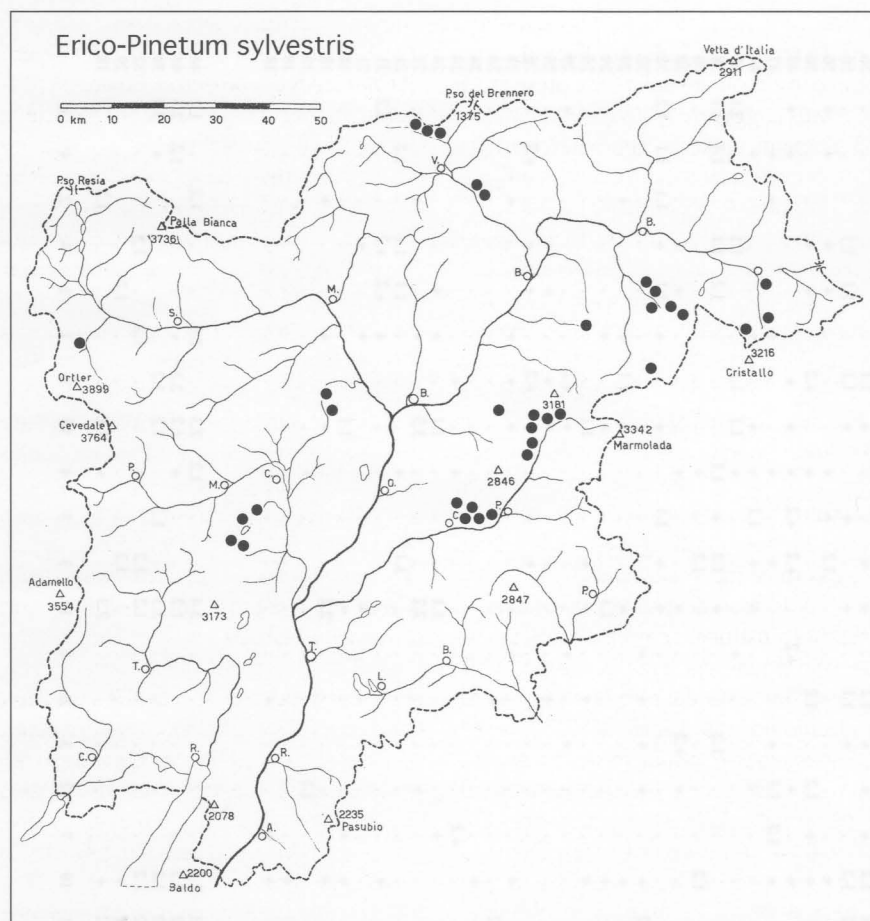 Erico-Pinetum sylvestris
0 km 10 20 30 40 50
Vetta d'Italia
2911
Pso del Brennero
1375
V.
Pso Resia
Palla Bianca
3736
B.
M.
B.
S.
3216
Cristallo
Ortler
3899
B.
3181
Cevedale
3764
3342
Marmolada
P.
M.
C.
O.
2846
C.
P.
Adamello
3554
3173
2847
P.
T.
T.
B.
L.
C.
R.
R.
2078
2235
Pasubio
A.
2200
Baldo